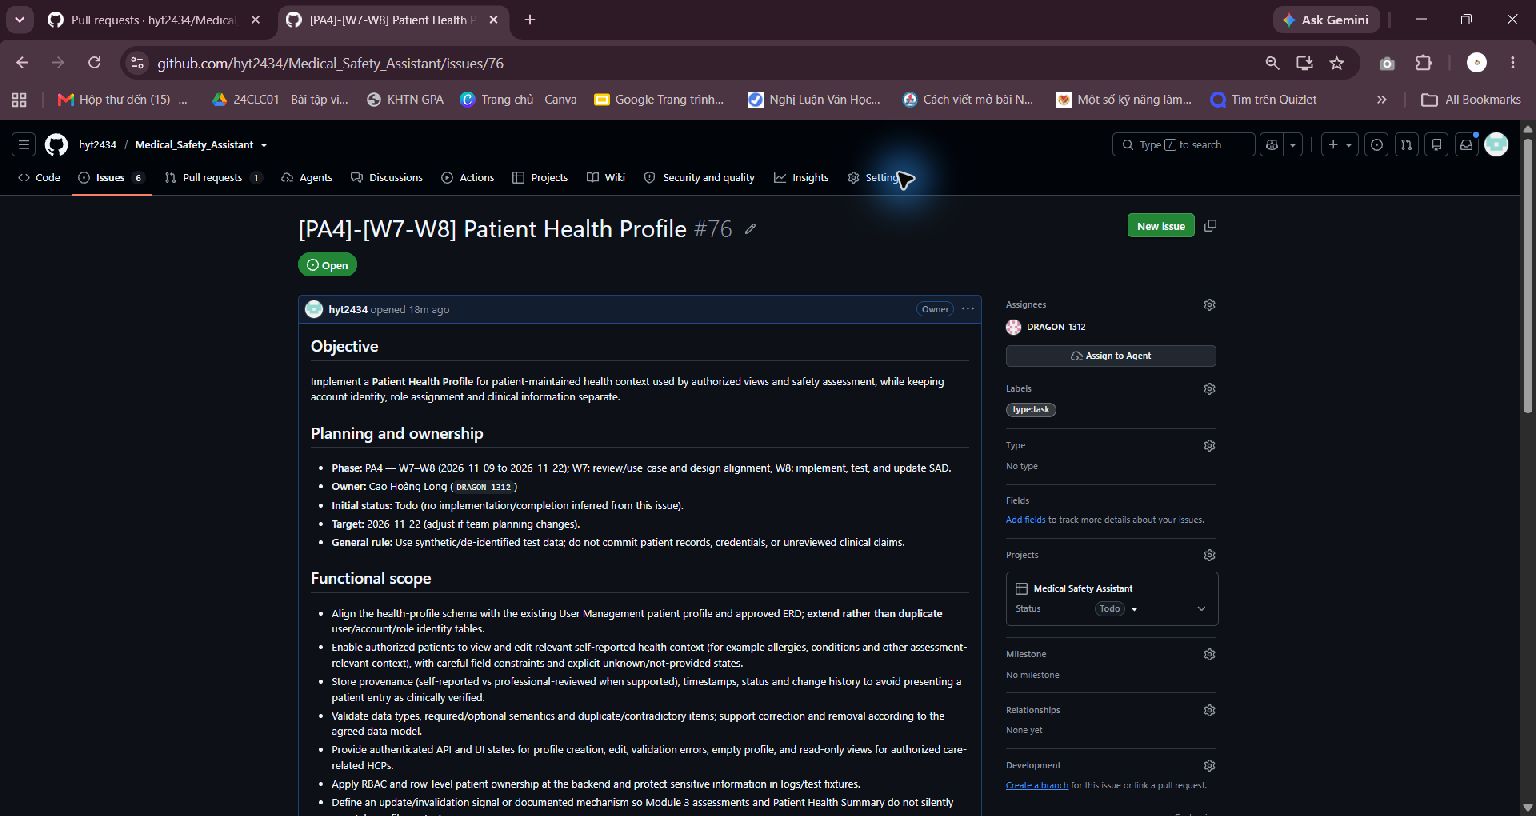 Pull requests · hyt2434/Medical
[PA4]-[W7-W8] Patient Health P
Ask Gemini
github.com/hyt2434/Medical_Safety_Assistant/issues/76
Hộp thư đến (15) ...
24CLC01 Bài tập vi...
KHTN GPA
Trang chủ Canva
Google Trang trình...
Nghị Luận Văn Học...
Cách viết mở bài N...
Một số kỹ năng làm...
Tìm trên Quizlet
All Bookmarks
hyt2434 / Medical_Safety_Assistant
Type / to search
Code
Issues 6
Pull requests 1
Agents
Discussions
Actions
Projects
Wiki
Security and quality
Insights
Setting
[PA4]-[W7-W8] Patient Health Profile #76
New issue
Open
hyt2434 opened 18m ago
Owner
Objective
Implement a Patient Health Profile for patient-maintained health context used by authorized views and safety assessment, while keeping
account identity, role assignment and clinical information separate.
Planning and ownership
Phase: PA4 — W7–W8 (2026-11-09 to 2026-11-22); W7: review/use-case and design alignment, W8: implement, test, and update SAD.
Owner: Cao Hoàng Long ( DRAGON-1312 )
Initial status: Todo (no implementation/completion inferred from this issue).
Target: 2026-11-22 (adjust if team planning changes).
General rule: Use synthetic/de-identified test data; do not commit patient records, credentials, or unreviewed clinical claims.
Functional scope
Align the health-profile schema with the existing User Management patient profile and approved ERD; extend rather than duplicate
user/account/role identity tables.
Enable authorized patients to view and edit relevant self-reported health context (for example allergies, conditions and other assessment-
relevant context), with careful field constraints and explicit unknown/not-provided states.
Store provenance (self-reported vs professional-reviewed when supported), timestamps, status and change history to avoid presenting a
patient entry as clinically verified.
Validate data types, required/optional semantics and duplicate/contradictory items; support correction and removal according to the
agreed data model.
Provide authenticated API and UI states for profile creation, edit, validation errors, empty profile, and read-only views for authorized care-
related HCPs.
Apply RBAC and row-level patient ownership at the backend and protect sensitive information in logs/test fixtures.
Define an update/invalidation signal or documented mechanism so Module 3 assessments and Patient Health Summary do not silently
Assignees
DRAGON-1312
Assign to Agent
Labels
type:task
Type
No type
Fields
Add fields to track more details about your issues.
Projects
Medical Safety Assistant
Status Todo
Milestone
No milestone
Relationships
None yet
Development
Create a branch for this issue or link a pull request.